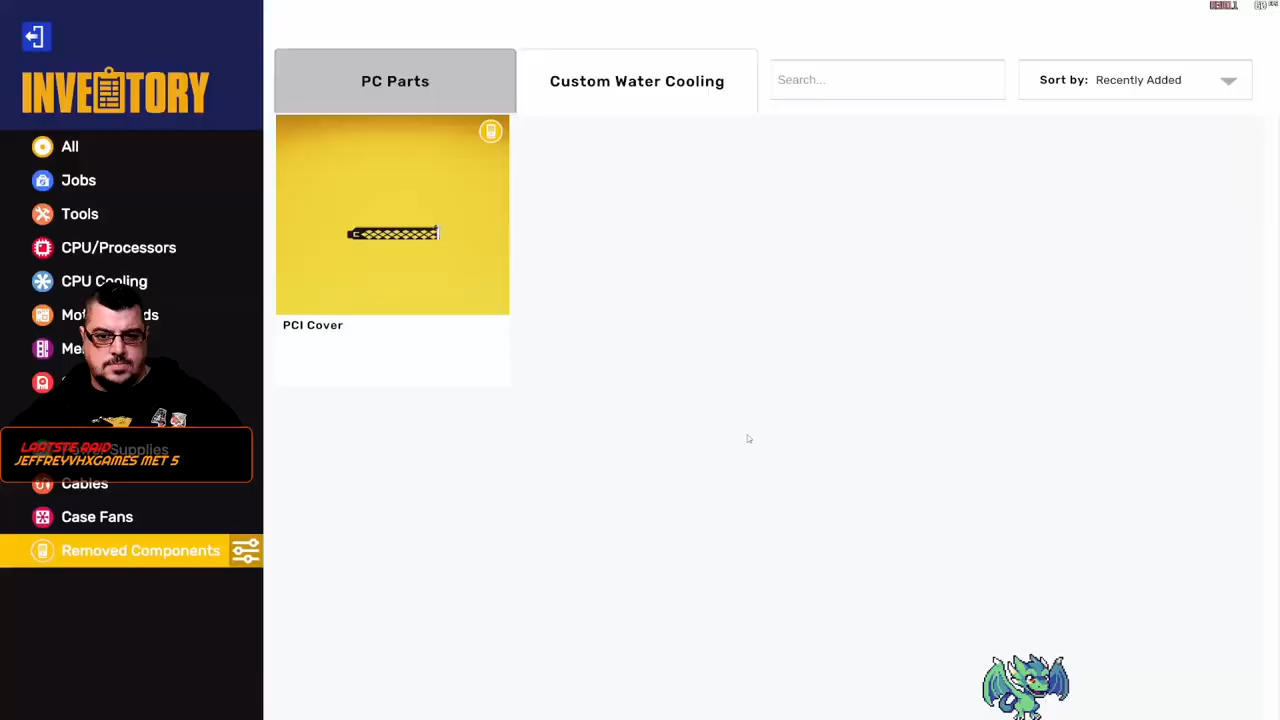 INVENTORY
PC Parts
Custom Water Cooling
Search...
Sort by: Recently Added
All
Jobs
Tools
CPU/Processors
CPU Cooling
PCI Cover
LAATSTE RAID
JEFFREYVHXGAMES MET 5
Supplies
Cables
Case Fans
Removed Components